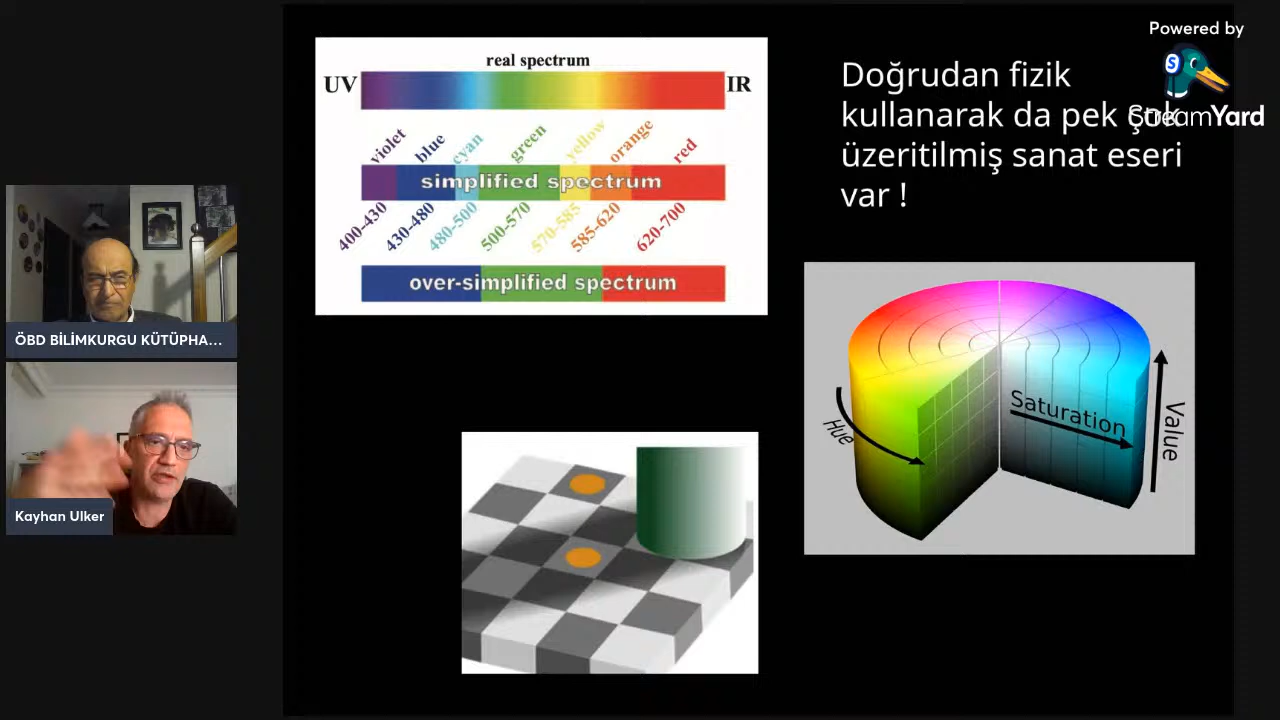 Powered by
StreamYard
Doğrudan fizik
kullanarak da pek çok
üzeritilmiş sanat eseri
var !
real spectrum
UV
IR
violet
blue
cyan
green
yellow
orange
red
simplified spectrum
400-430
430-480
480-500
500-570
570-585
585-620
620-700
over-simplified spectrum
Hue
Saturation
Value
ÖBD BİLİMKURGU KÜTÜPHA...
Kayhan Ulker